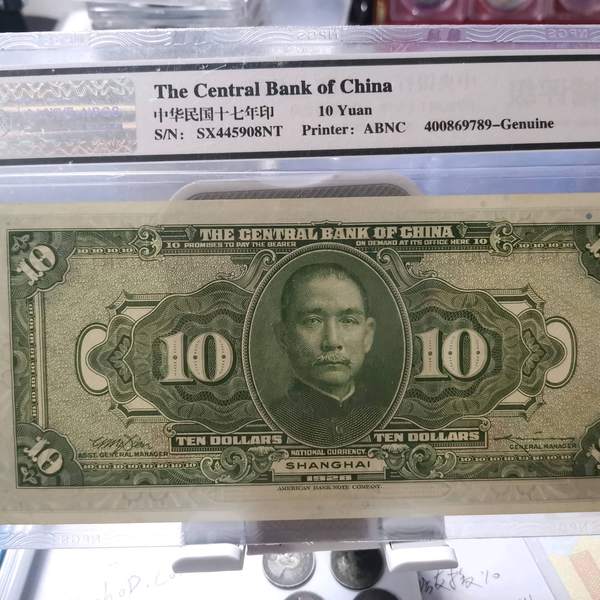 The Central Bank of China
中华民国十七年印 10 Yuan
S/N: SX445908NT Printer: ABNC 400869789-Genuine
THE CENTRAL BANK OF CHINA
10 PROMISES TO PAY THE BEARER ON DEMAND AT ITS OFFICE HERE 10
10
10
10 10
TEN DOLLARS TEN DOLLARS
ASST. GENERAL MANAGER NATIONAL CURRENCY GENERAL MANAGER
SHANGHAI
10
1928
AMERICAN BANK NOTE COMPANY.